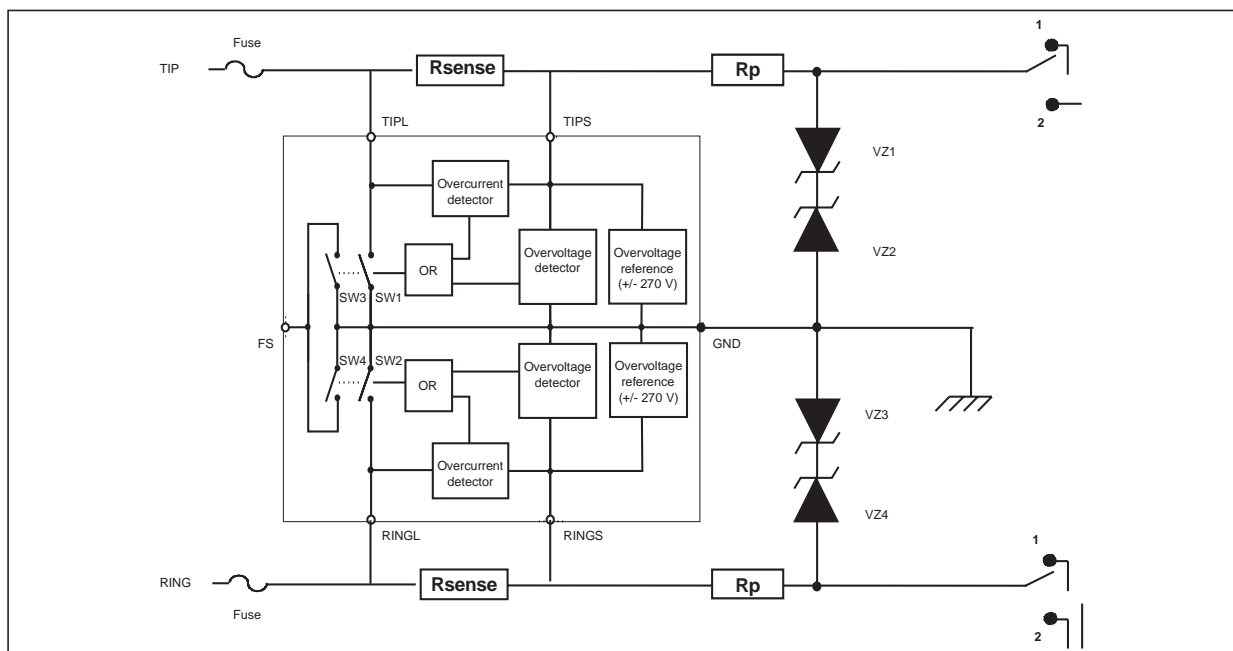 Fuse
1
TIP
Rsense
Rp
2
TIPL
TIPS
VZ1
Overcurrent
detector
Overvoltage
detector
Overvoltage
reference
(+/- 270 V)
VZ2
OR
SW3
SW1
FS
GND
SW4
SW2
OR
Overvoltage
detector
Overvoltage
reference
(+/- 270 V)
VZ3
Overcurrent
detector
VZ4
RINGL
RINGS
1
RING
Rsense
Rp
Fuse
2